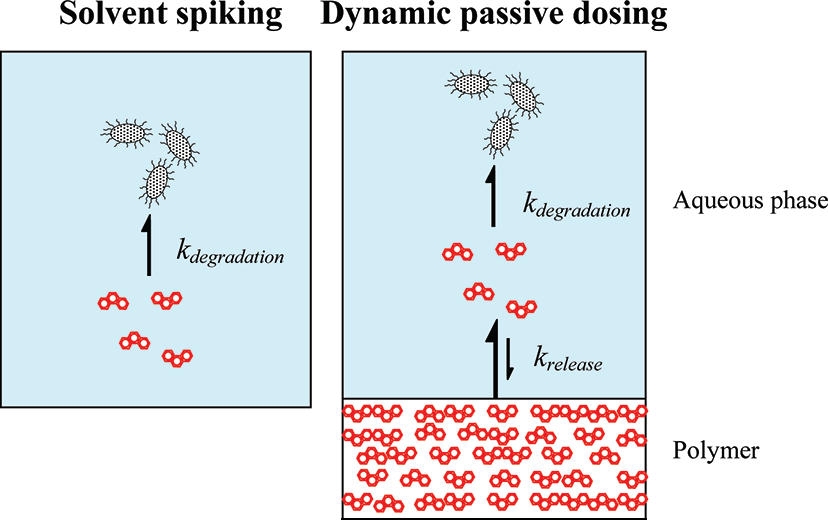 Solvent spiking
Dynamic passive dosing
kdegradation
kdegradation
Aqueous phase
krelease
Polymer